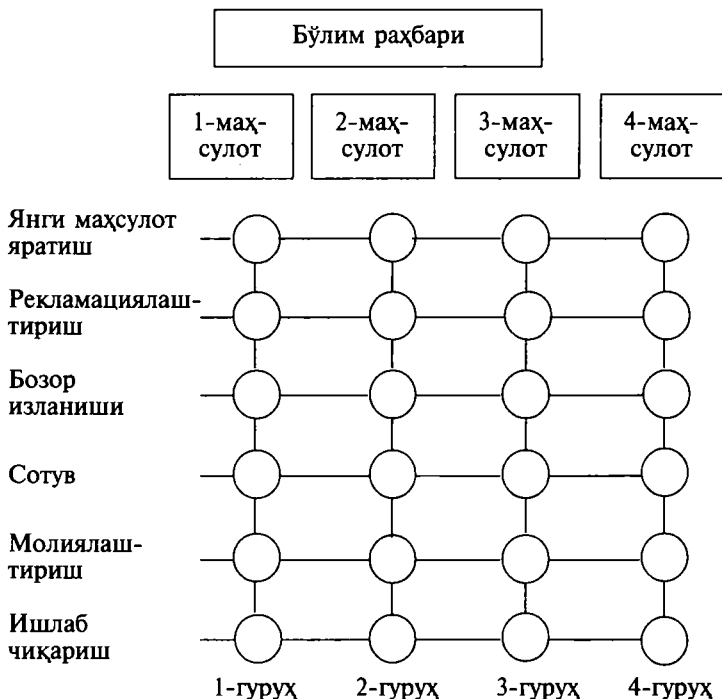 Бўлим раҳбари
1-маҳ-
сулот
2-маҳ-
сулот
3-маҳ-
сулот
4-маҳ-
сулот
Янги маҳсулот
яратиш
Рекламациялаш-
тириш
Бозор
изланиши
Сотув
Молиялаш-
тириш
Ишлаб
чиқариш
1-гуруҳ
2-гуруҳ
3-гуруҳ
4-гуруҳ